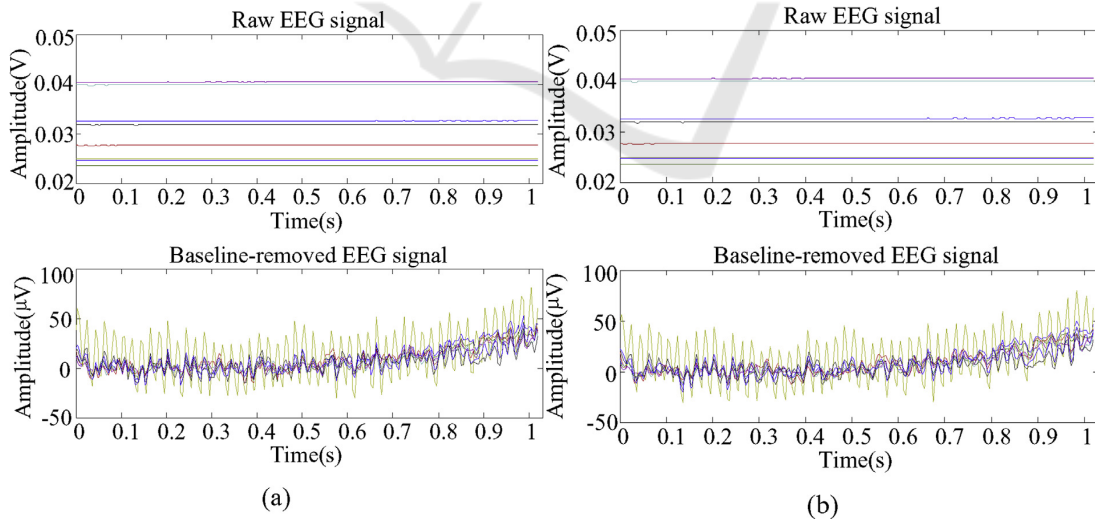 Raw EEG signal
Amplitude(V)
0.05
0.04
0.03
0.02
0 0.1 0.2 0.3 0.4 0.5 0.6 0.7 0.8 0.9 1
Time(s)
Baseline-removed EEG signal
Amplitude(μV)
100
50
0
-50
0 0.1 0.2 0.3 0.4 0.5 0.6 0.7 0.8 0.9 1
Time(s)
(a)
Raw EEG signal
Amplitude(V)
0.05
0.04
0.03
0.02
0 0.1 0.2 0.3 0.4 0.5 0.6 0.7 0.8 0.9 1
Time(s)
Baseline-removed EEG signal
Amplitude(μV)
100
50
0
-50
0 0.1 0.2 0.3 0.4 0.5 0.6 0.7 0.8 0.9 1
Time(s)
(b)